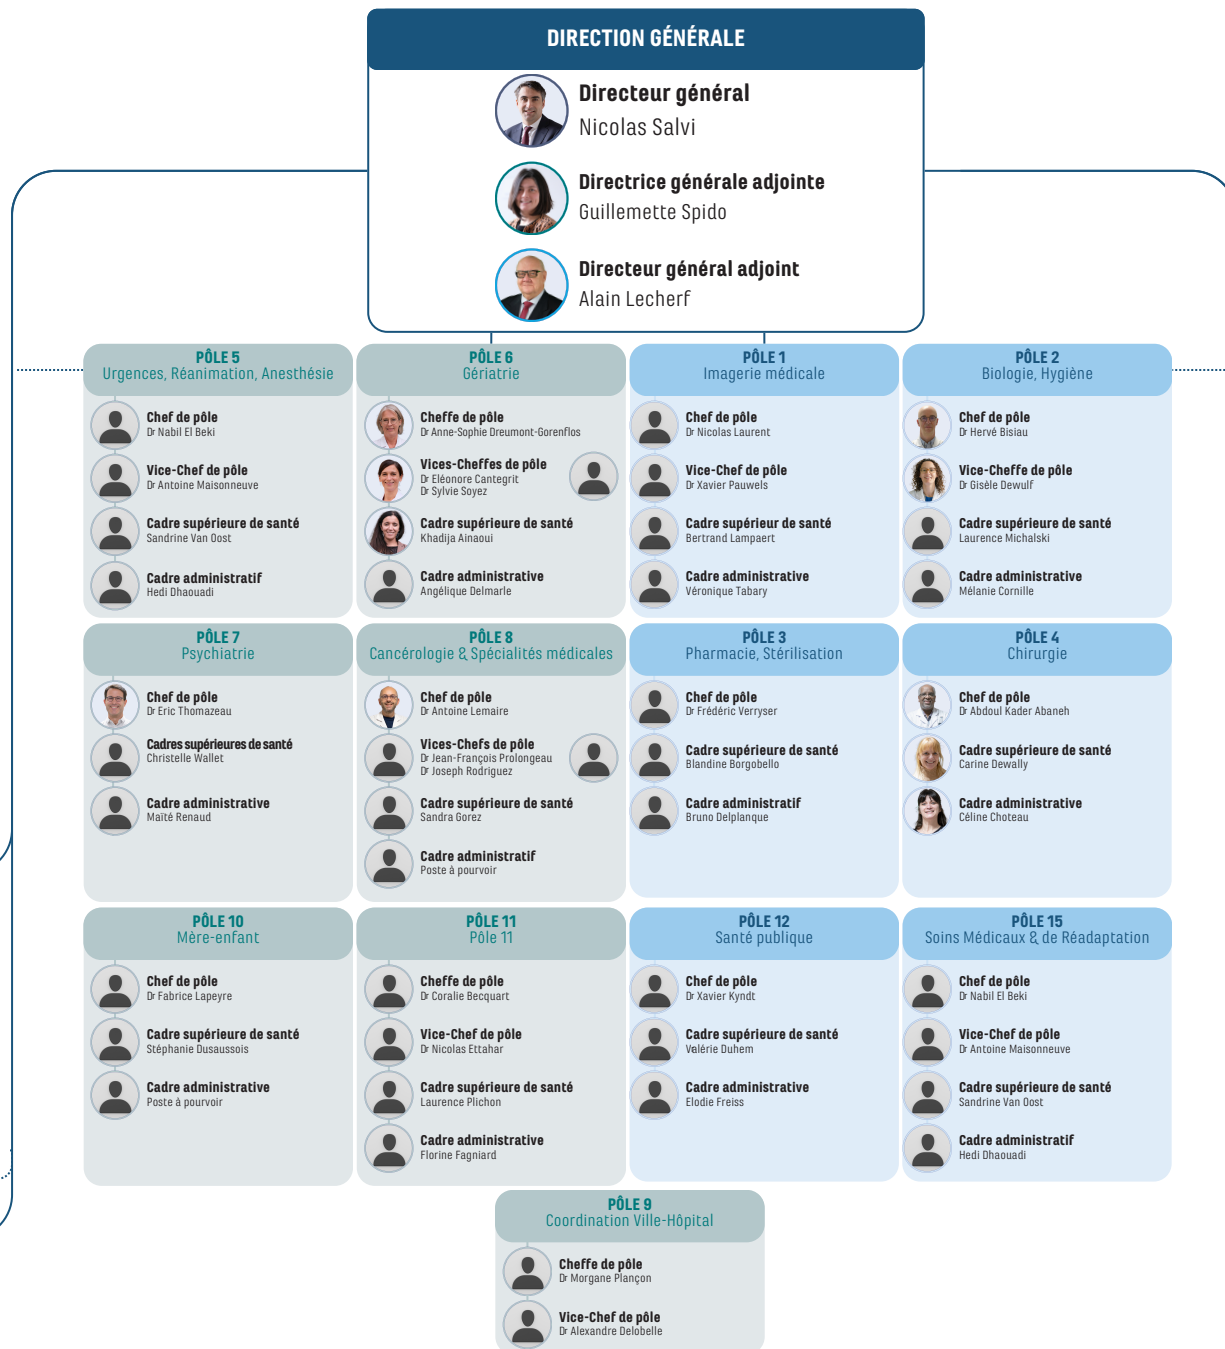 DIRECTION GÉNÉRALE
Directeur général
Nicolas Salvi
Directrice générale adjointe
Guillemette Spido
Directeur général adjoint
Alain Lecherf
PÔLE 5
Urgences, Réanimation, Anesthésie
Chef de pôle
Dr Nabil El Beki
Vice-Chef de pôle
Dr Antoine Maisonneuve
Cadre supérieure de santé
Sandrine Van Oost
Cadre administratif
Hedi Dhaouadi
PÔLE 6
Gériatrie
Cheffe de pôle
Dr Anne-Sophie Dreumont-Gorenflos
Vices-Cheffes de pôle
Dr Eléonore Cantegrit
Dr Sylvie Soyez
Cadre supérieure de santé
Khadija Ainaoui
Cadre administrative
Angélique Delmarle
PÔLE 1
Imagerie médicale
Chef de pôle
Dr Nicolas Laurent
Vice-Chef de pôle
Dr Xavier Pauwels
Cadre supérieur de santé
Bertrand Lampaert
Cadre administrative
Véronique Tabary
PÔLE 2
Biologie, Hygiène
Chef de pôle
Dr Hervé Bisiau
Vice-Cheffe de pôle
Dr Gisèle Dewulf
Cadre supérieure de santé
Laurence Michalski
Cadre administrative
Mélanie Cornille
PÔLE 7
Psychiatrie
Chef de pôle
Dr Eric Thomazeau
Cadres supérieures de santé
Christelle Wallet
Cadre administrative
Maïté Renaud
PÔLE 8
Cancérologie & Spécialités médicales
Chef de pôle
Dr Antoine Lemaire
Vices-Chefs de pôle
Dr Jean-François Prolongeau
Dr Joseph Rodriguez
Cadre supérieure de santé
Sandra Gorez
Cadre administratif
Poste à pourvoir
PÔLE 3
Pharmacie, Stérilisation
Chef de pôle
Dr Frédéric Verryser
Cadre supérieure de santé
Blandine Borgobello
Cadre administratif
Bruno Delplanque
PÔLE 4
Chirurgie
Chef de pôle
Dr Abdoul Kader Abaneh
Cadre supérieure de santé
Carine Dewally
Cadre administrative
Céline Choteau
PÔLE 10
Mère-enfant
Chef de pôle
Dr Fabrice Lapeyre
Cadre supérieure de santé
Stéphanie Dusaussois
Cadre administrative
Poste à pourvoir
PÔLE 11
Pôle 11
Cheffe de pôle
Dr Coralie Becquart
Vice-Chef de pôle
Dr Nicolas Ettahar
Cadre supérieure de santé
Laurence Plichon
Cadre administrative
Florine Fagniard
PÔLE 12
Santé publique
Chef de pôle
Dr Xavier Kyndt
Cadre supérieure de santé
Valérie Duhem
Cadre administrative
Elodie Freiss
PÔLE 15
Soins Médicaux & de Réadaptation
Chef de pôle
Dr Nabil El Beki
Vice-Chef de pôle
Dr Antoine Maisonneuve
Cadre supérieure de santé
Sandrine Van Oost
Cadre administratif
Hedi Dhaouadi
PÔLE 9
Coordination Ville-Hôpital
Cheffe de pôle
Dr Morgane Plançon
Vice-Chef de pôle
Dr Alexandre Delobelle